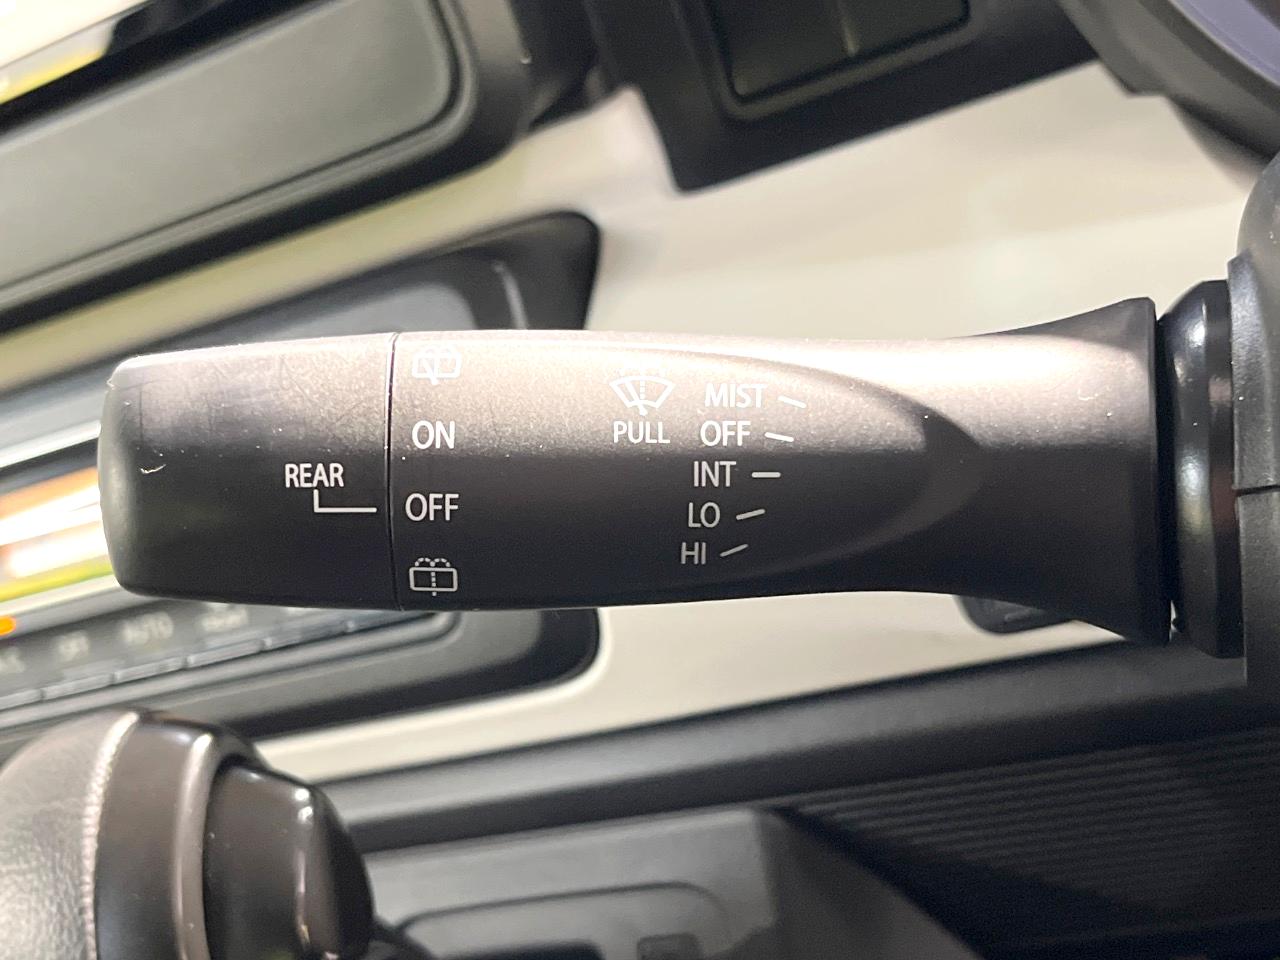 REAR
ON
OFF
PULL
MIST
OFF
INT
LO
HI